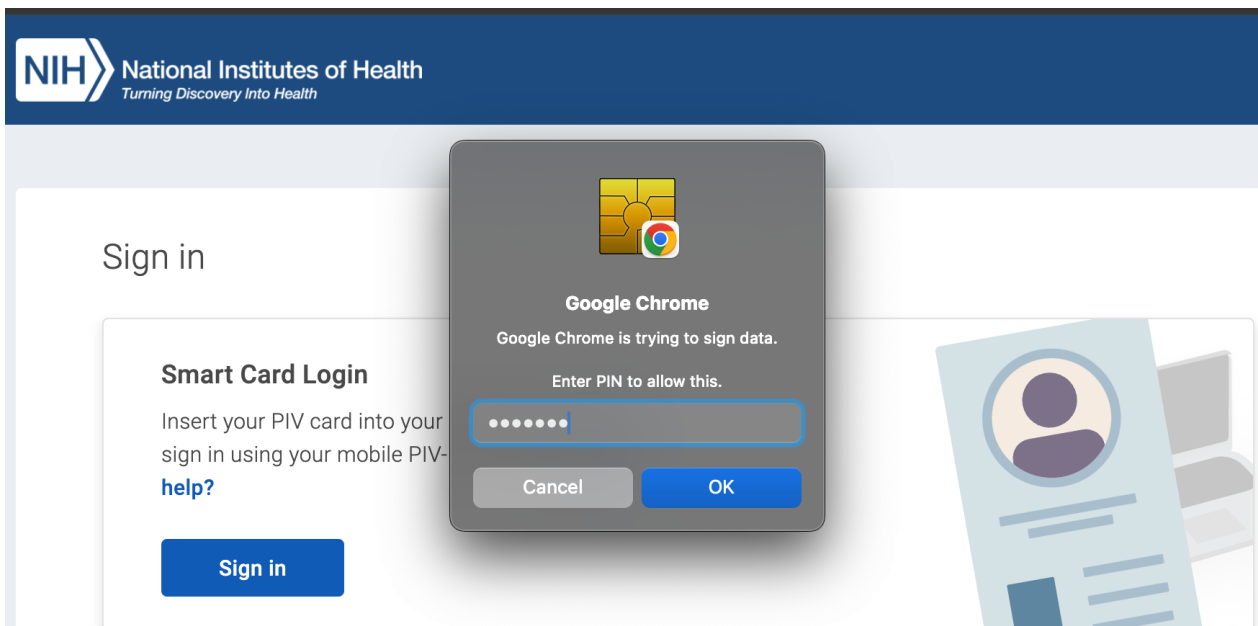 NIH
National Institutes of Health
Turning Discovery Into Health
Sign in
Smart Card Login
Insert your PIV card into your
sign in using your mobile PIV-
help?
Sign in
Google Chrome
Google Chrome is trying to sign data.
Enter PIN to allow this.
•••••••
Cancel
OK